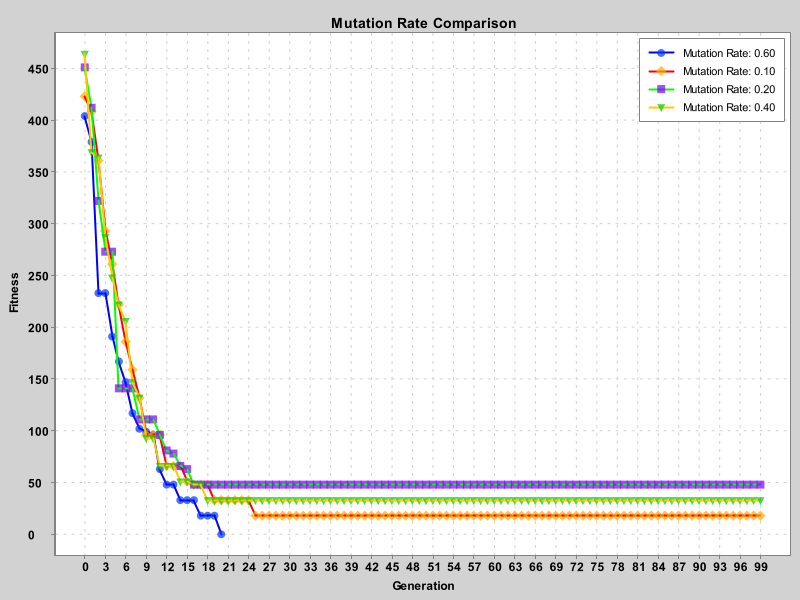 Mutation Rate Comparison
Mutation Rate: 0.60
Mutation Rate: 0.10
Mutation Rate: 0.20
Mutation Rate: 0.40
450
400
350
300
250
200
150
100
50
0
Fitness
0 3 6 9 12 15 18 21 24 27 30 33 36 39 42 45 48 51 54 57 60 63 66 69 72 75 78 81 84 87 90 93 96 99
Generation